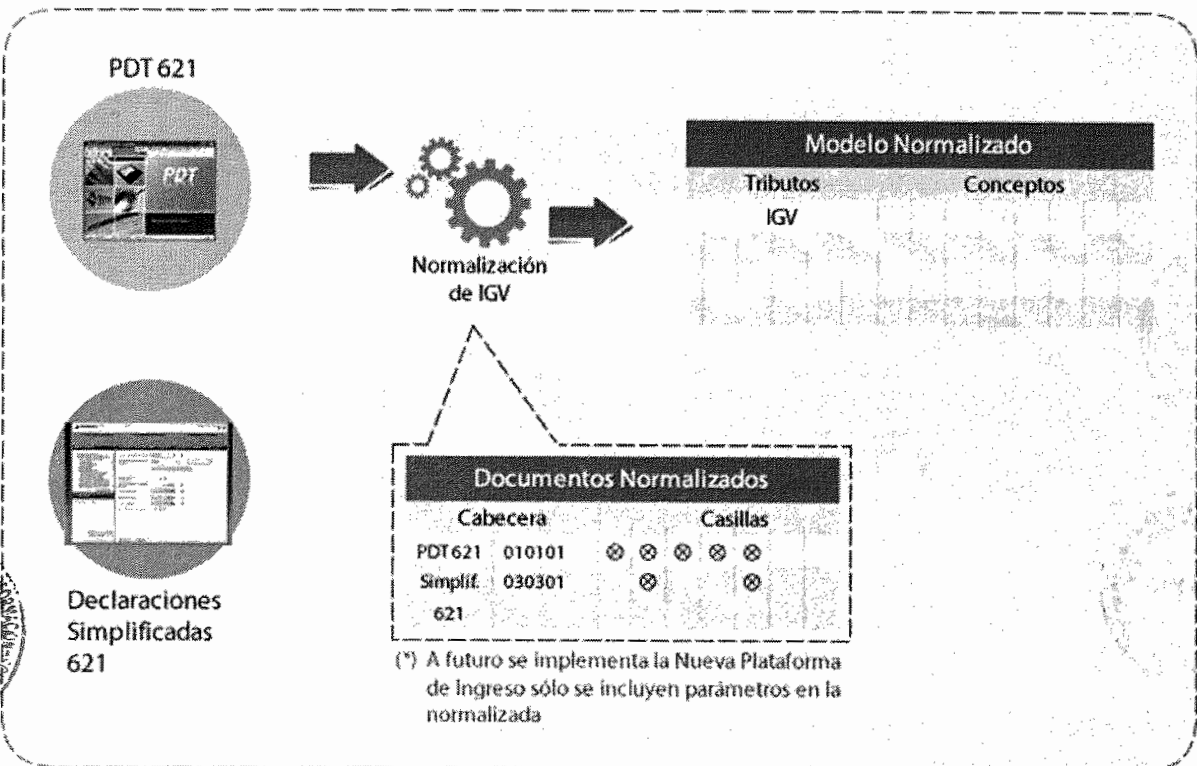 PDT 621
PDT
Normalización
de IGV
Modelo Normalizado
Tributos Conceptos
IGV
Declaraciones
Simplificadas
621
Documentos Normalizados
Cabecera Casillas
PDT 621 010101 ⊗ ⊗ ⊗ ⊗ ⊗
Simplif. 030301 ⊗ ⊗
621
(*) A futuro se implementa la Nueva Plataforma
de Ingreso sólo se incluyen parámetros en la
normalizada